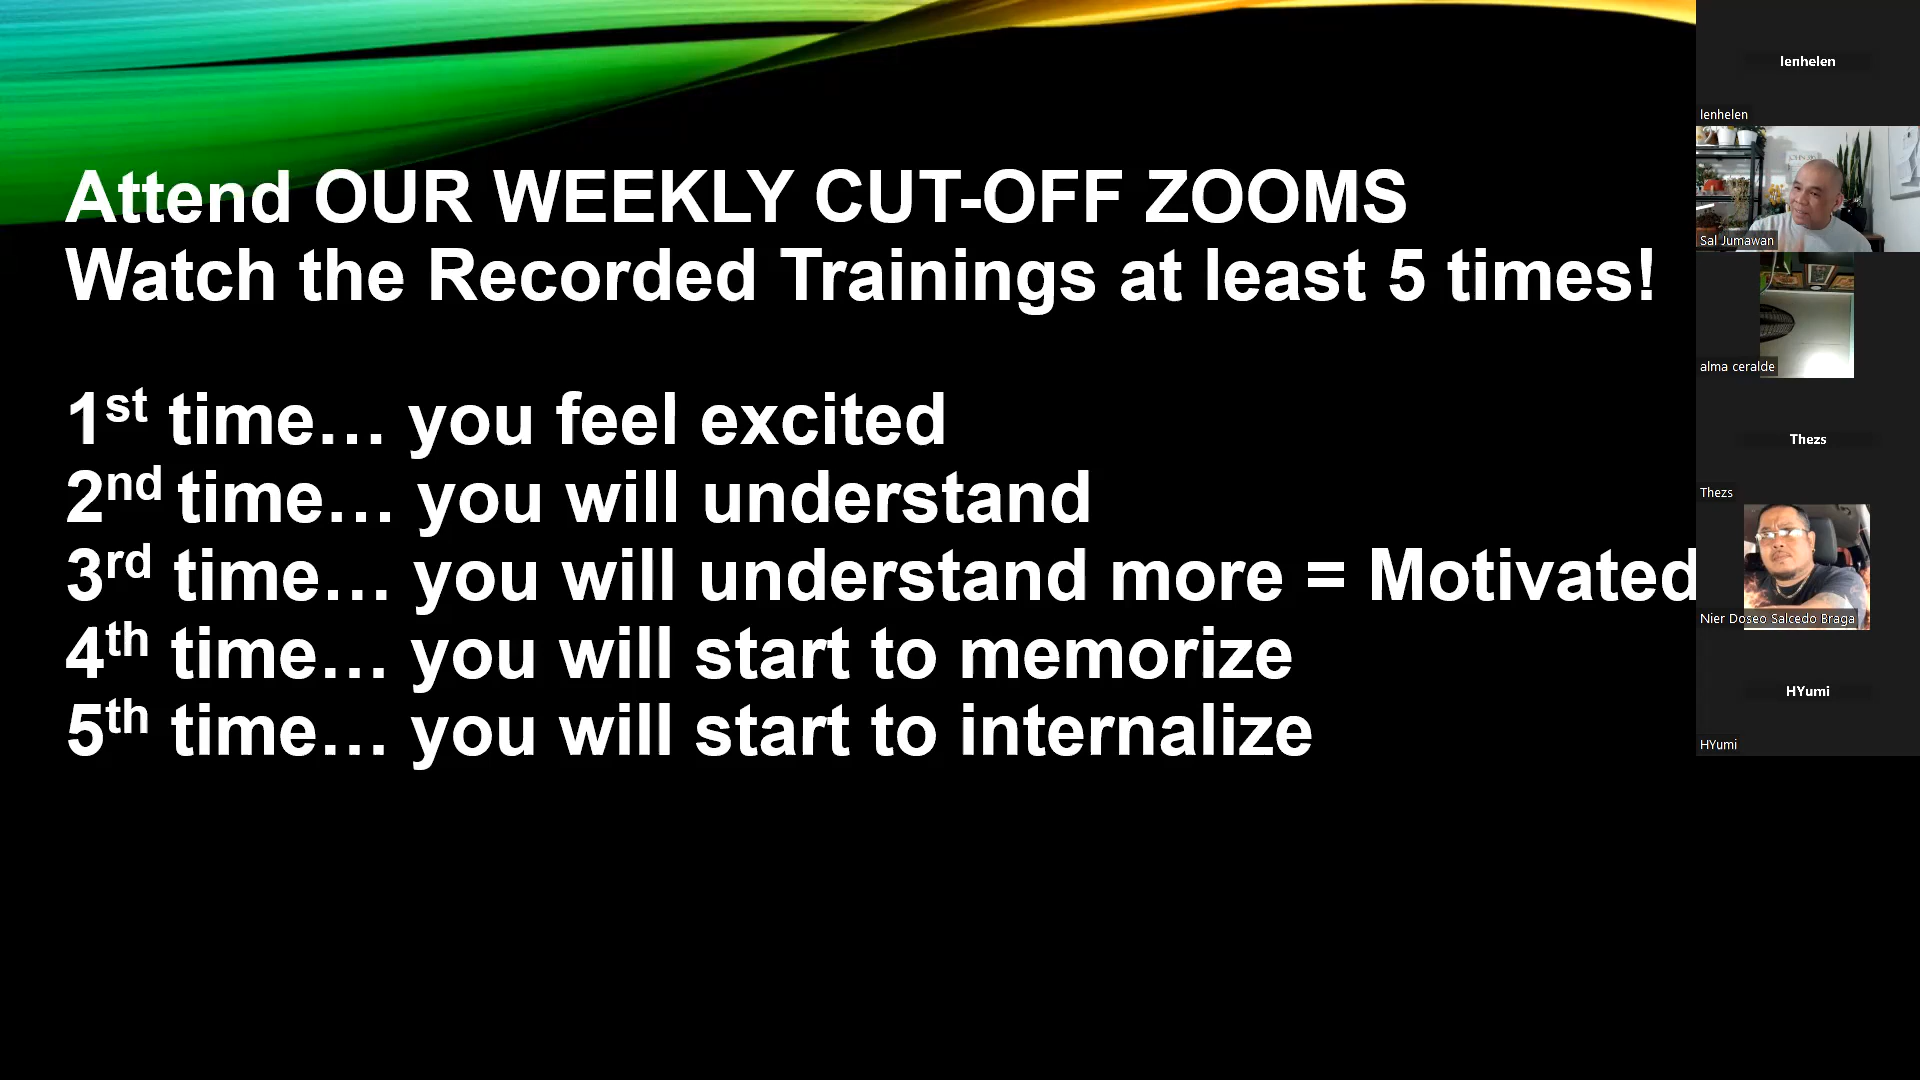 Attend OUR WEEKLY CUT-OFF ZOOMS
Watch the Recorded Trainings at least 5 times!
1st time… you feel excited
2nd time… you will understand
3rd time… you will understand more = Motivated
4th time… you will start to memorize
5th time… you will start to internalize
lenhelen
lenhelen
Sal Jumawan
alma ceralde
Thezs
Thezs
Nier Doseo Salcedo Braga
HYumi
HYumi